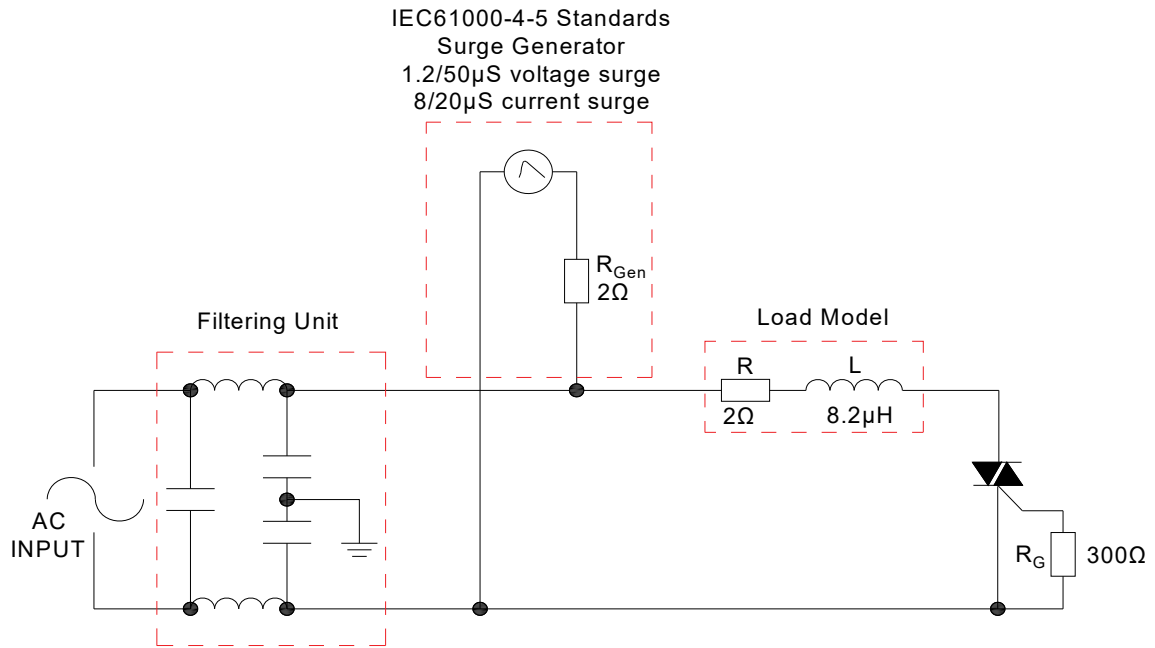 IEC61000-4-5 Standards
Surge Generator
1.2/50μS voltage surge
8/20μS current surge
RGen
2Ω
Filtering Unit
Load Model
R
L
2Ω
8.2μH
AC
INPUT
RG
300Ω